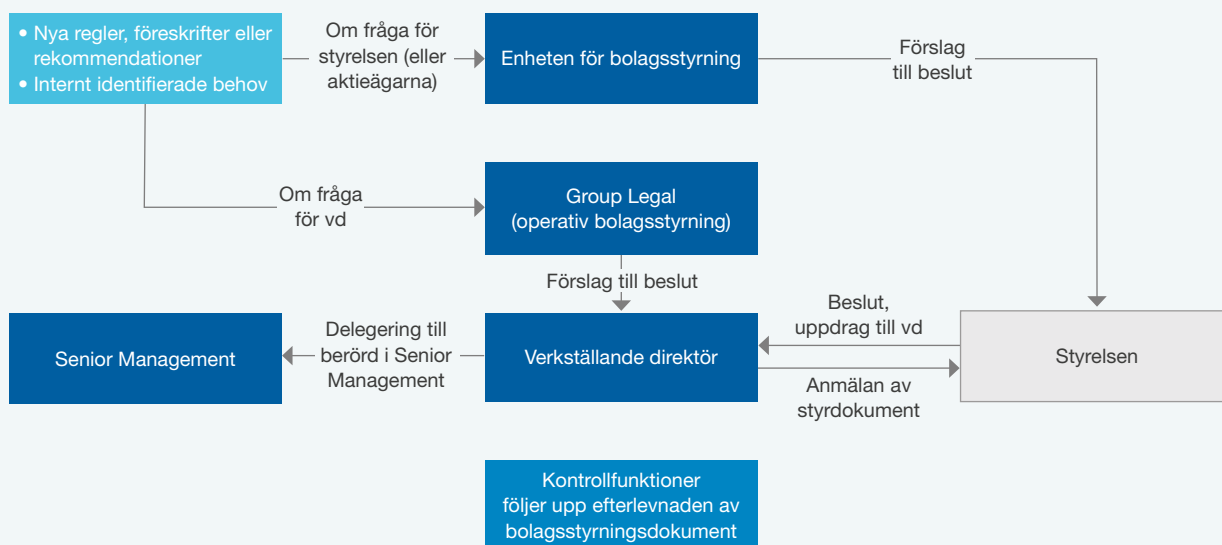 • Nya regler, föreskrifter eller
rekommendationer
• Internt identifierade behov
Om fråga för
styrelsen (eller
aktieägarna)
Enheten för bolagsstyrning
Förslag
till beslut
Om fråga
för vd
Group Legal
(operativ bolagsstyrning)
Förslag till beslut
Senior Management
Delegering till
berörd i Senior
Management
Verkställande direktör
Beslut,
uppdrag till vd
Anmälan av
styrdokument
Styrelsen
Kontrollfunktioner
följer upp efterlevnaden av
bolagsstyrningsdokument